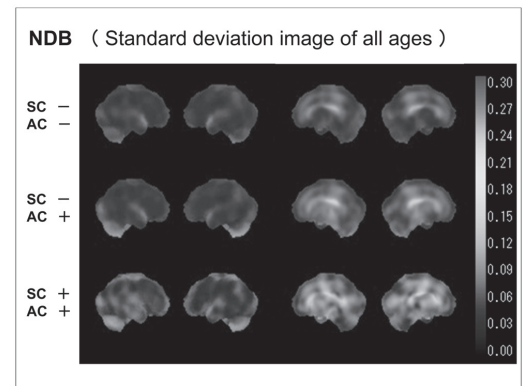 NDB （ Standard deviation image of all ages ）
SC −
AC −
SC −
AC +
SC +
AC +
0.30
0.27
0.24
0.21
0.18
0.15
0.12
0.09
0.06
0.03
0.00